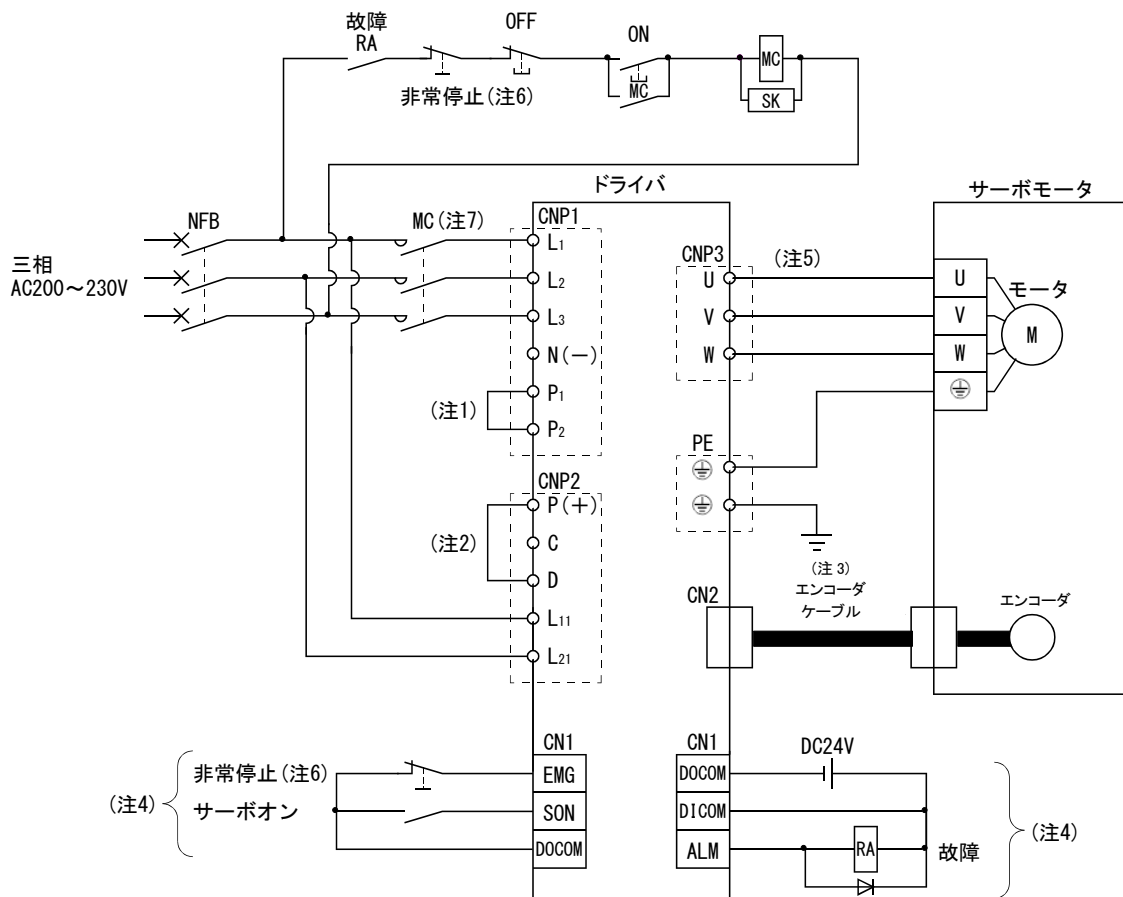 故障
RA
OFF
ON
MC
MC
SK
非常停止(注6)
ドライバ
サーボモータ
NFB
MC(注7)
CNP1
三相
AC200～230V
L1
L2
L3
N(－)
P1
P2
(注1)
CNP3
U
V
W
(注5)
U
V
W
モータ
M
PE
CNP2
P(＋)
C
D
L11
L21
(注2)
(注3)
エンコーダ
ケーブル
CN2
エンコーダ
CN1
EMG
SON
DOCOM
非常停止(注6)
サーボオン
(注4)
CN1
DOCOM
DICOM
ALM
DC24V
RA
故障
(注4)